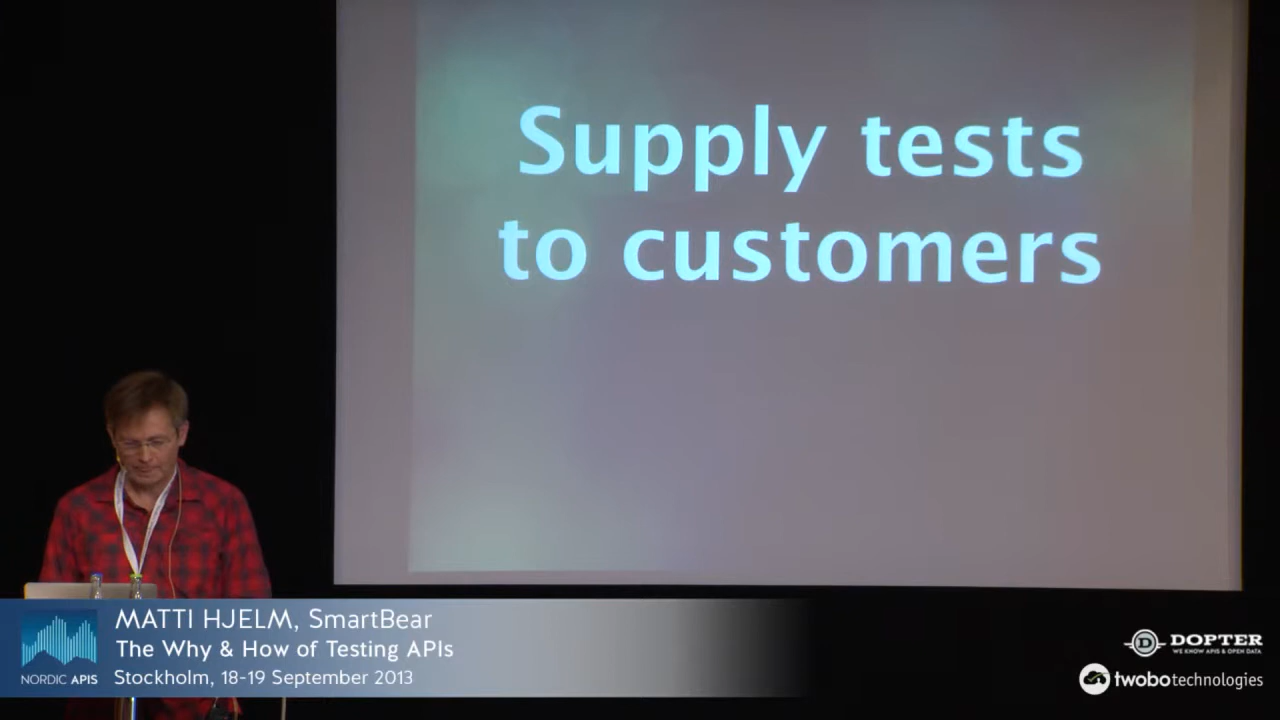 Supply tests
to customers
MATTI HJELM, SmartBear
The Why & How of Testing APIs
Stockholm, 18-19 September 2013
NORDIC APIS
DOPTER
WE KNOW APIS & OPEN DATA
twobotechnologies